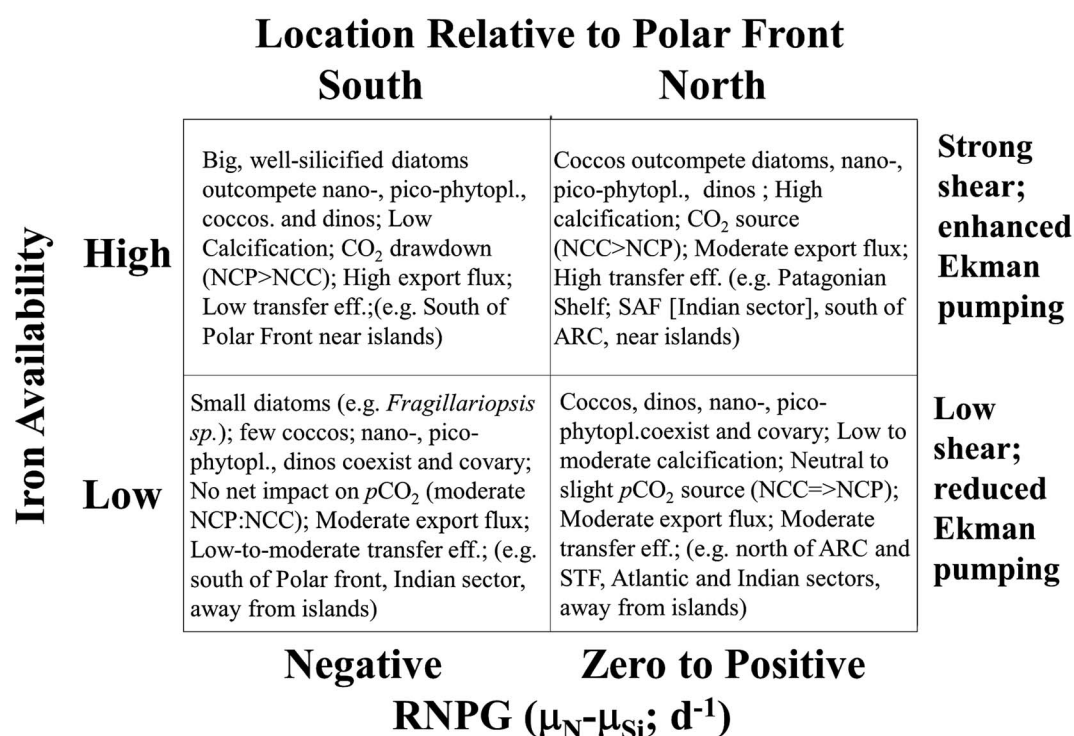 Location Relative to Polar Front
South
North
Iron Availability
High
Big, well-silicified diatoms
outcompete nano-, pico-phytopl.,
coccos. and dinos; Low
Calcification; CO2 drawdown
(NCP>NCC); High export flux;
Low transfer eff.;(e.g. South of
Polar Front near islands)
Coccos outcompete diatoms, nano-,
pico-phytopl.,  dinos ; High
calcification; CO2 source
(NCC>NCP); Moderate export flux;
High transfer eff. (e.g. Patagonian
Shelf; SAF [Indian sector], south of
ARC, near islands)
Strong
shear;
enhanced
Ekman
pumping
Low
Small diatoms (e.g. Fragillariopsis
sp.); few coccos; nano-, pico-
phytopl., dinos coexist and covary;
No net impact on pCO2 (moderate
NCP:NCC); Moderate export flux;
Low-to-moderate transfer eff.; (e.g.
south of Polar front, Indian sector,
away from islands)
Coccos, dinos, nano-, pico-
phytopl.coexist and covary; Low to
moderate calcification; Neutral to
slight pCO2 source (NCC=>NCP);
Moderate export flux; Moderate
transfer eff.; (e.g. north of ARC and
STF, Atlantic and Indian sectors,
away from islands)
Low
shear;
reduced
Ekman
pumping
Negative
Zero to Positive
RNPG (μN-μSi; d-1)